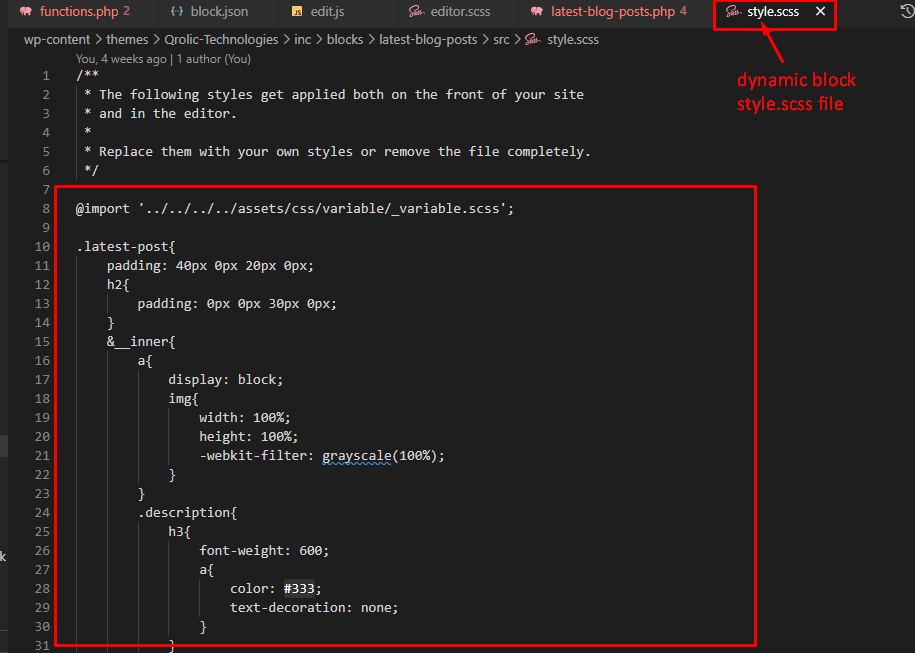 functions.php 2 block.json JS edit.js editor.scss latest-blog-posts.php 4 style.scss ×
wp-content > themes > Qrolic-Technologies > inc > blocks > latest-blog-posts > src > style.scss
dynamic block
style.scss file
You, 4 weeks ago | 1 author (You)
1 /**
2 * The following styles get applied both on the front of your site
3 * and in the editor.
4 *
5 * Replace them with your own styles or remove the file completely.
6 */
7
8 @import '../../../../assets/css/variable/_variable.scss';
9
10 .latest-post{
11 padding: 40px 0px 20px 0px;
12 h2{
13 padding: 0px 0px 30px 0px;
14 }
15 &__inner{
16 a{
17 display: block;
18 img{
19 width: 100%;
20 height: 100%;
21 -webkit-filter: grayscale(100%);
22 }
23 }
24 .description{
25 h3{
26 font-weight: 600;
27 a{
28 color: #333;
29 text-decoration: none;
30 }
31 }
k